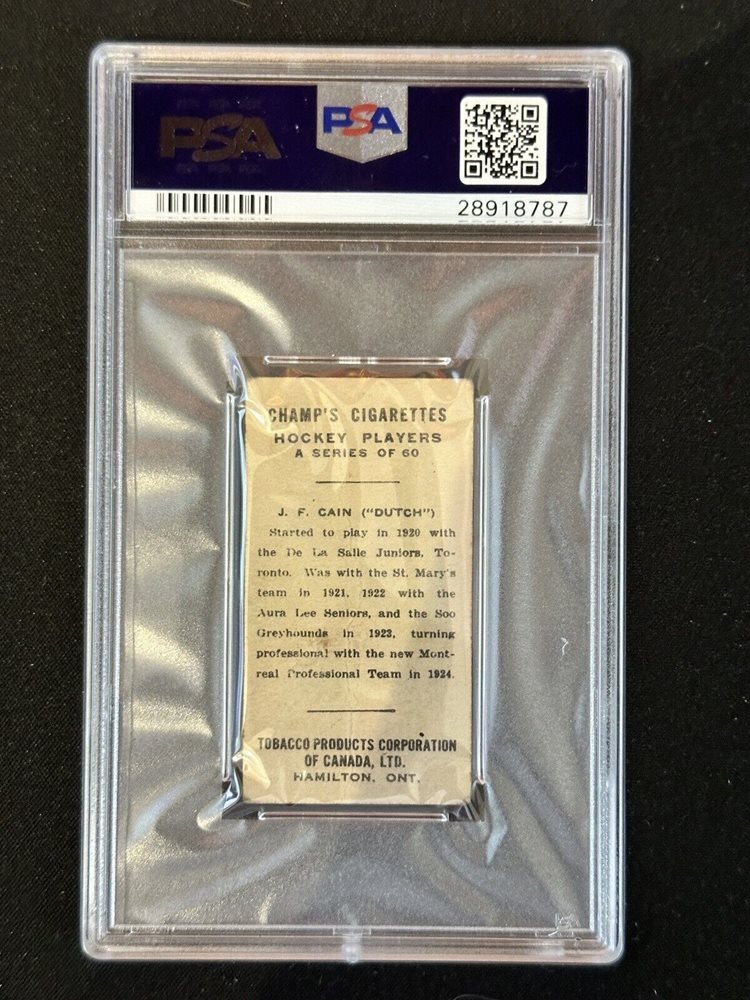 PSA
PSA
28918787
CHAMP'S CIGARETTES
HOCKEY PLAYERS
A SERIES OF 60
J. F. CAIN ("DUTCH")
Started to play in 1920 with
the De La Salle Juniors, To-
ronto. Was with the St. Mary's
team in 1921, 1922 with the
Aura Lee Seniors, and the Soo
Greyhounds in 1923, turning
professional with the new Mont-
real Professional Team in 1924.
TOBACCO PRODUCTS CORPORATION
OF CANADA, LTD.
HAMILTON, ONT.